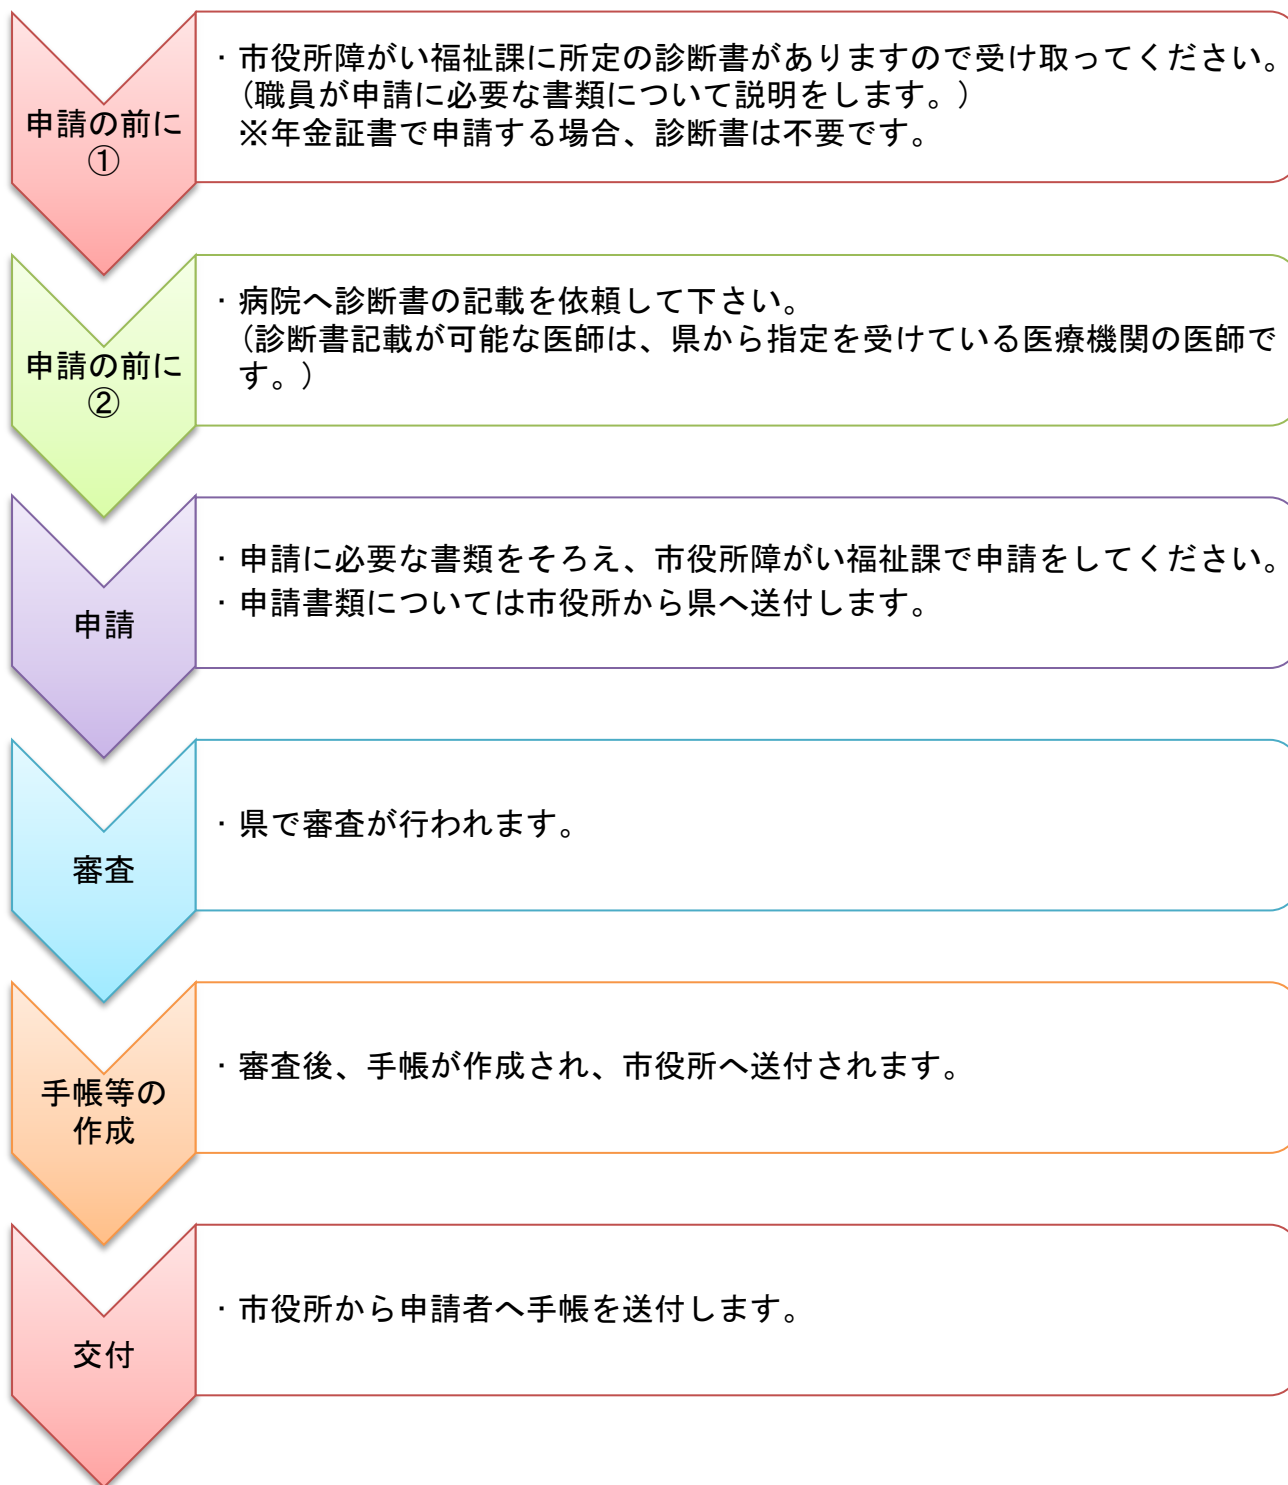 申請の前に
①
・市役所障がい福祉課に所定の診断書がありますので受け取ってください。
(職員が申請に必要な書類について説明をします。)
※年金証書で申請する場合、診断書は不要です。
申請の前に
②
・病院へ診断書の記載を依頼して下さい。
(診断書記載が可能な医師は、県から指定を受けている医療機関の医師で
す。)
申請
・申請に必要な書類をそろえ、市役所障がい福祉課で申請をしてください。
・申請書類については市役所から県へ送付します。
審査
・県で審査が行われます。
手帳等の
作成
・審査後、手帳が作成され、市役所へ送付されます。
交付
・市役所から申請者へ手帳を送付します。